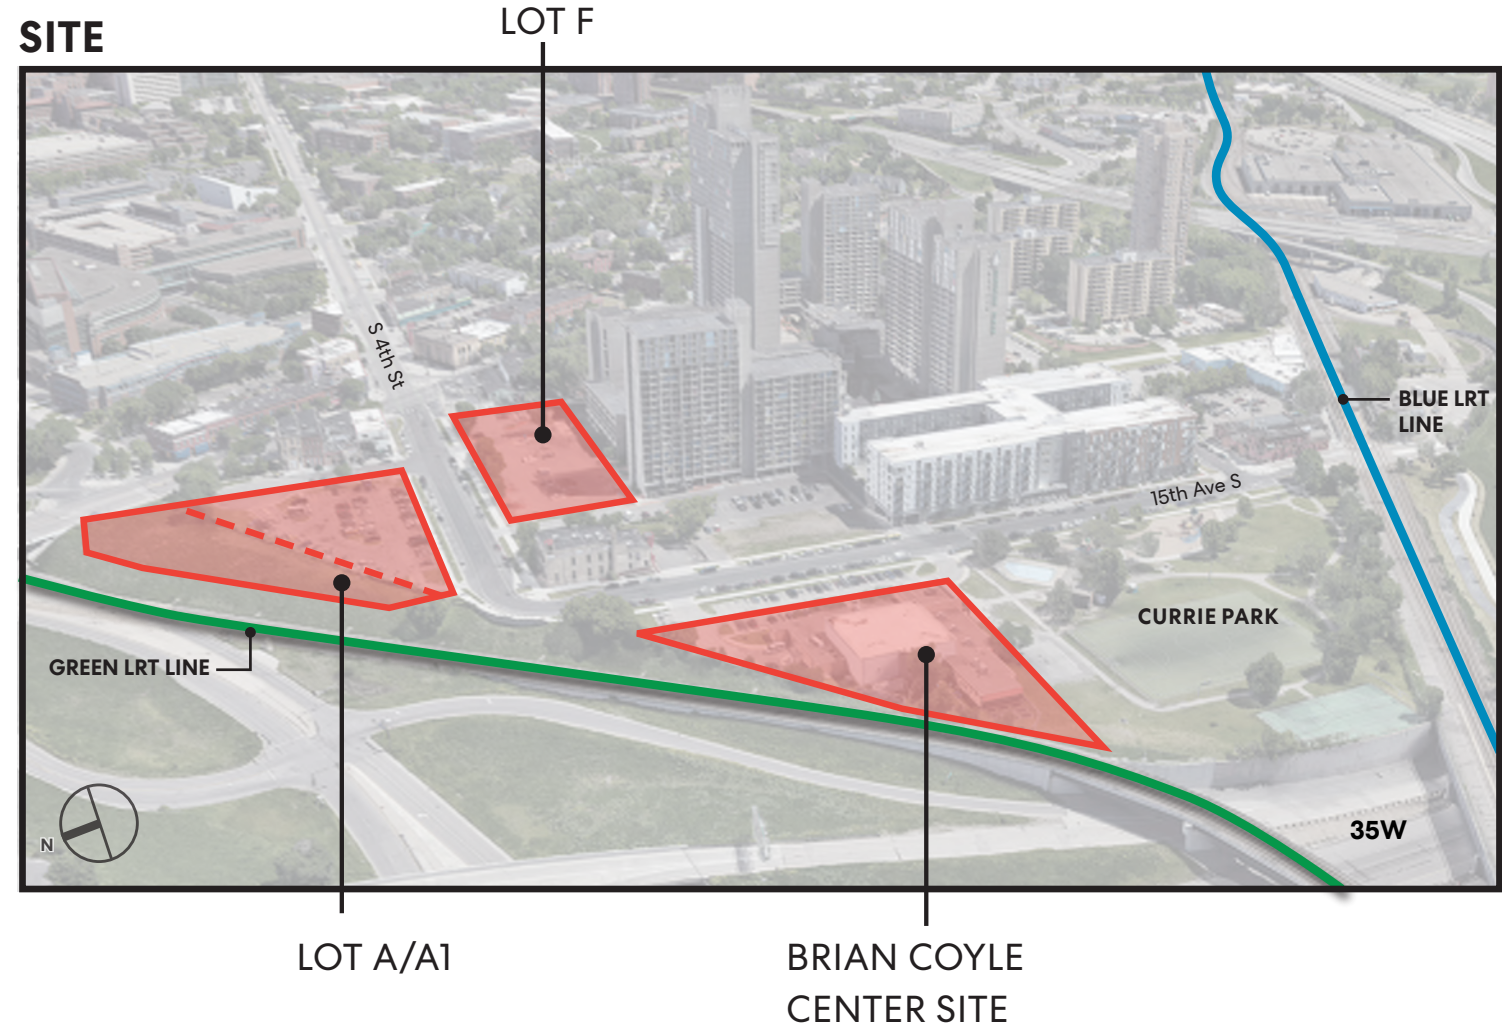 SITE
LOT F
S 4th St
BLUE LRT
LINE
15th Ave S
CURRIE PARK
GREEN LRT LINE
N
35W
LOT A/A1
BRIAN COYLE
CENTER SITE